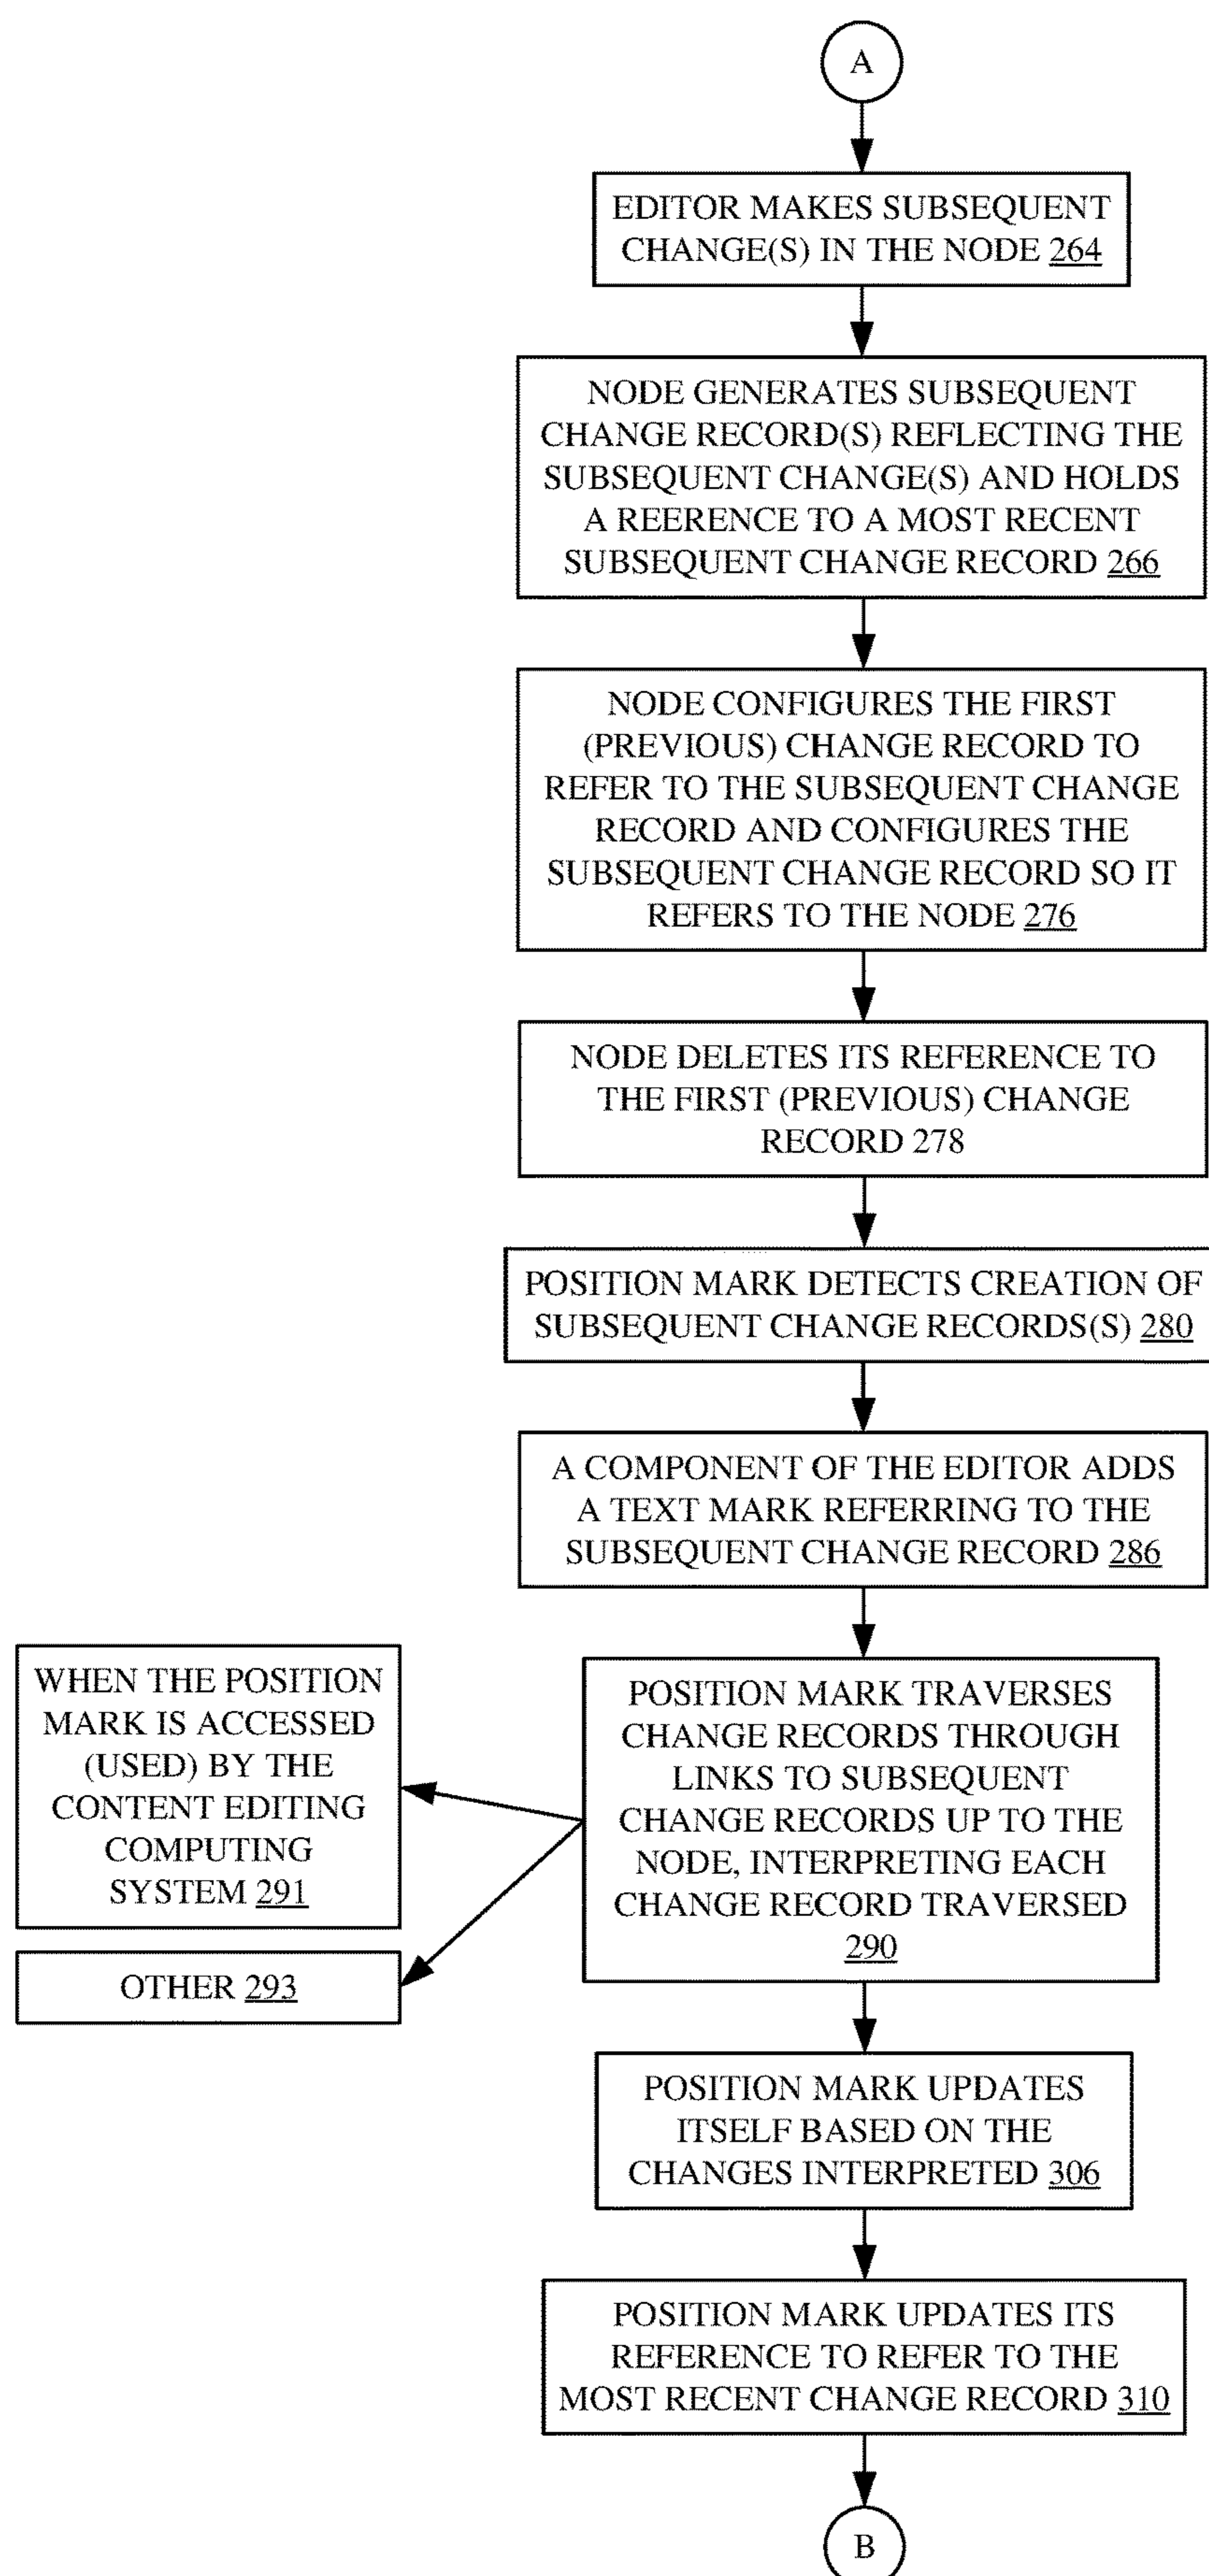 A
EDITOR MAKES SUBSEQUENT
CHANGE(S) IN THE NODE 264
NODE GENERATES SUBSEQUENT
CHANGE RECORD(S) REFLECTING THE
SUBSEQUENT CHANGE(S) AND HOLDS
A REERENCE TO A MOST RECENT
SUBSEQUENT CHANGE RECORD 266
NODE CONFIGURES THE FIRST
(PREVIOUS) CHANGE RECORD TO
REFER TO THE SUBSEQUENT CHANGE
RECORD AND CONFIGURES THE
SUBSEQUENT CHANGE RECORD SO IT
REFERS TO THE NODE 276
NODE DELETES ITS REFERENCE TO
THE FIRST (PREVIOUS) CHANGE
RECORD 278
POSITION MARK DETECTS CREATION OF
SUBSEQUENT CHANGE RECORDS(S) 280
A COMPONENT OF THE EDITOR ADDS
A TEXT MARK REFERRING TO THE
SUBSEQUENT CHANGE RECORD 286
WHEN THE POSITION
MARK IS ACCESSED
(USED) BY THE
CONTENT EDITING
COMPUTING
SYSTEM 291
OTHER 293
POSITION MARK TRAVERSES
CHANGE RECORDS THROUGH
LINKS TO SUBSEQUENT
CHANGE RECORDS UP TO THE
NODE, INTERPRETING EACH
CHANGE RECORD TRAVERSED
290
POSITION MARK UPDATES
ITSELF BASED ON THE
CHANGES INTERPRETED 306
POSITION MARK UPDATES ITS
REFERENCE TO REFER TO THE
MOST RECENT CHANGE RECORD 310
B